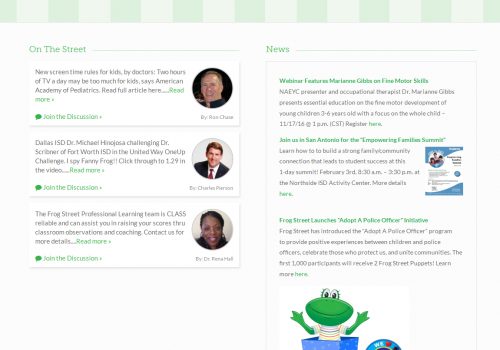 On The Street
New screen time rules for kids, by doctors: Two hours
of TV a day may be too much for kids, says American
Academy of Pediatrics. Read full article here......Read
more »
Join the Discussion »
By: Ron Chase
Dallas ISD Dr. Michael Hinojosa challenging Dr.
Scribner of Fort Worth ISD in the United Way OneUp
Challenge. I spy Fanny Frog!! Click through to 1.29 in
the video......Read more »
Join the Discussion »
By: Charles Pierson
The Frog Street Professional Learning team is CLASS
reliable and can assist you in raising your scores thru
classroom observations and coaching. Contact us for
more details.....Read more »
Join the Discussion »
By: Dr. Rena Hall
News
Webinar Features Marianne Gibbs on Fine Motor Skills
NAEYC presenter and occupational therapist Dr. Marianne Gibbs
presents essential education on the fine motor development of
young children 3-6 years old with a focus on the whole child –
11/17/16 @ 1 p.m. (CST) Register here.
Join us in San Antonio for the "Empowering Families Summit"
Learn how to to build a strong family/community
connection that leads to student success at this
1-day summit! February 3rd, 8:30 a.m. – 3:30 p.m. at
the Northside ISD Activity Center. More details
here.
Frog Street Launches "Adopt A Police Officer" Initiative
Frog Street has introduced the "Adopt A Police Officer" program
to provide positive experiences between children and police
officers, celebrate those who protect us, and unite communities. The
first 1,000 participants will receive 2 Frog Street Puppets! Learn
more here.